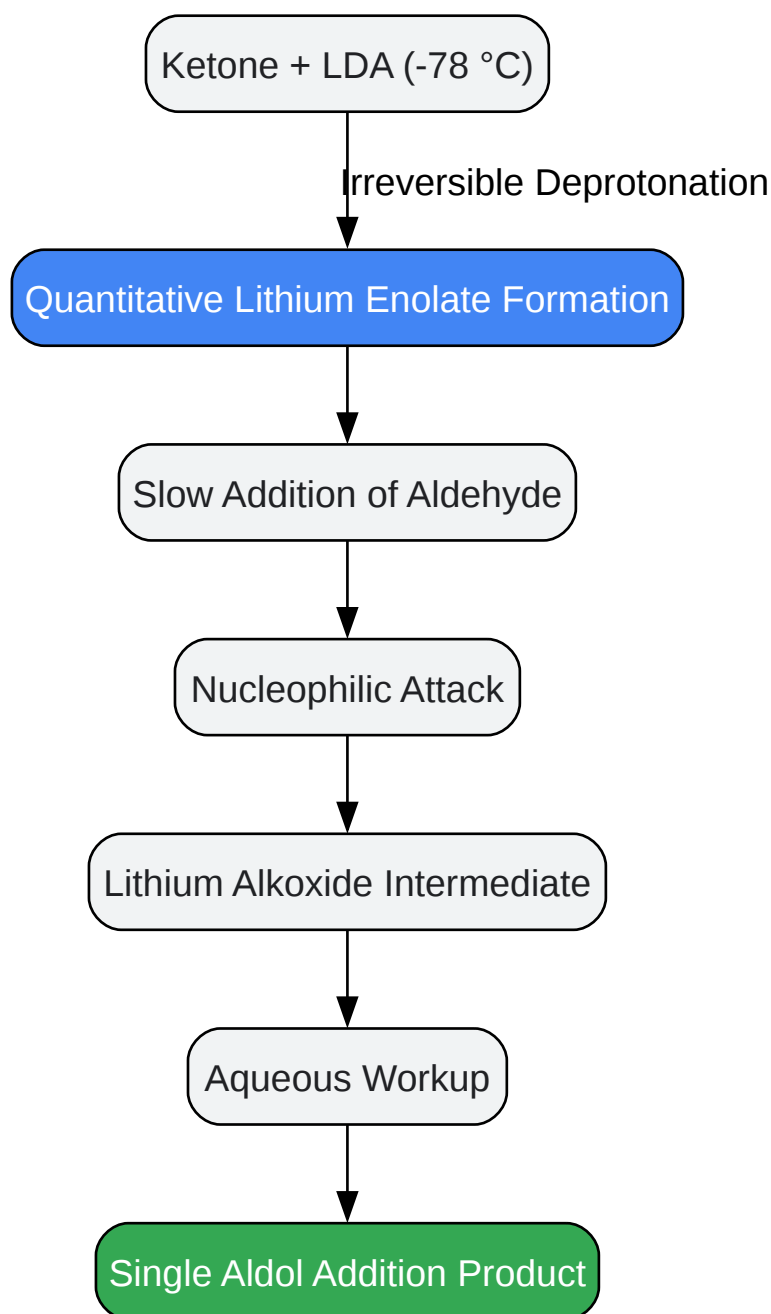 Ketone + LDA (-78 °C)
Irreversible Deprotonation
Quantitative Lithium Enolate Formation
Slow Addition of Aldehyde
Nucleophilic Attack
Lithium Alkoxide Intermediate
Aqueous Workup
Single Aldol Addition Product